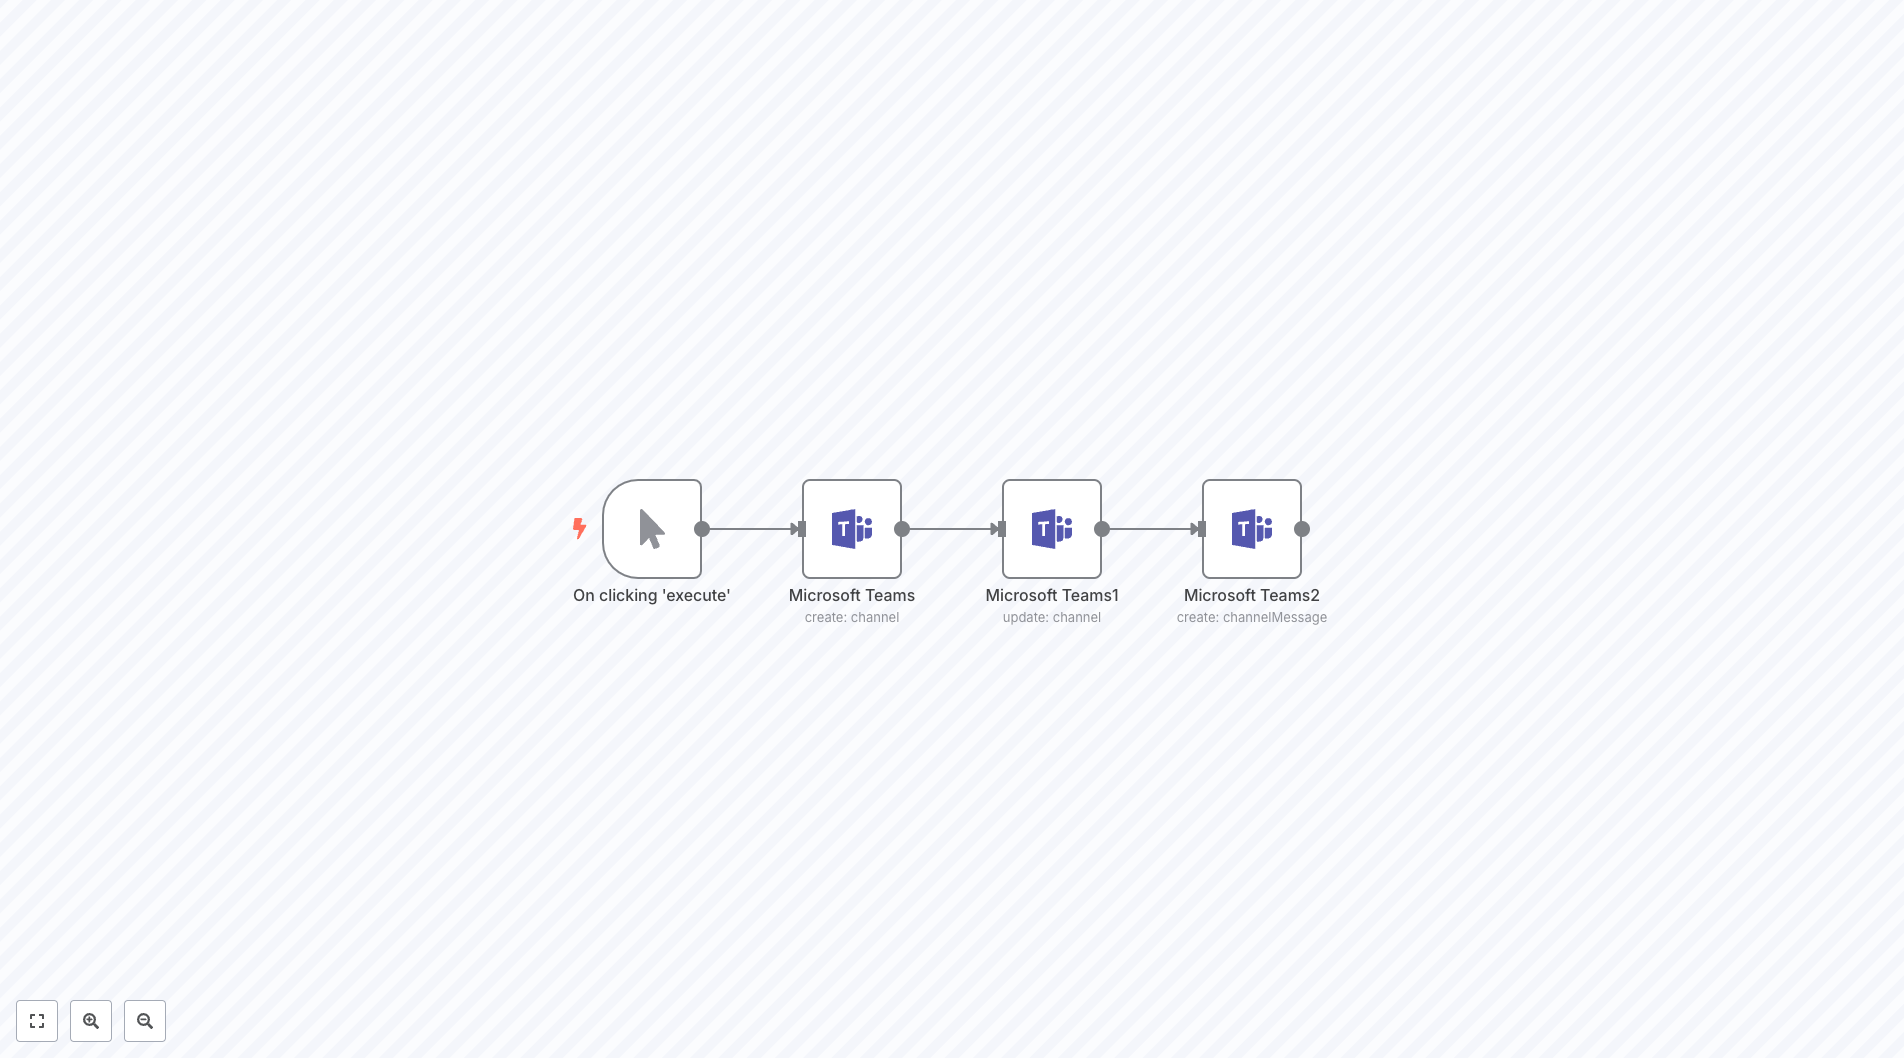 On clicking 'execute'
Microsoft Teams
create: channel
Microsoft Teams1
update: channel
Microsoft Teams2
create: channelMessage